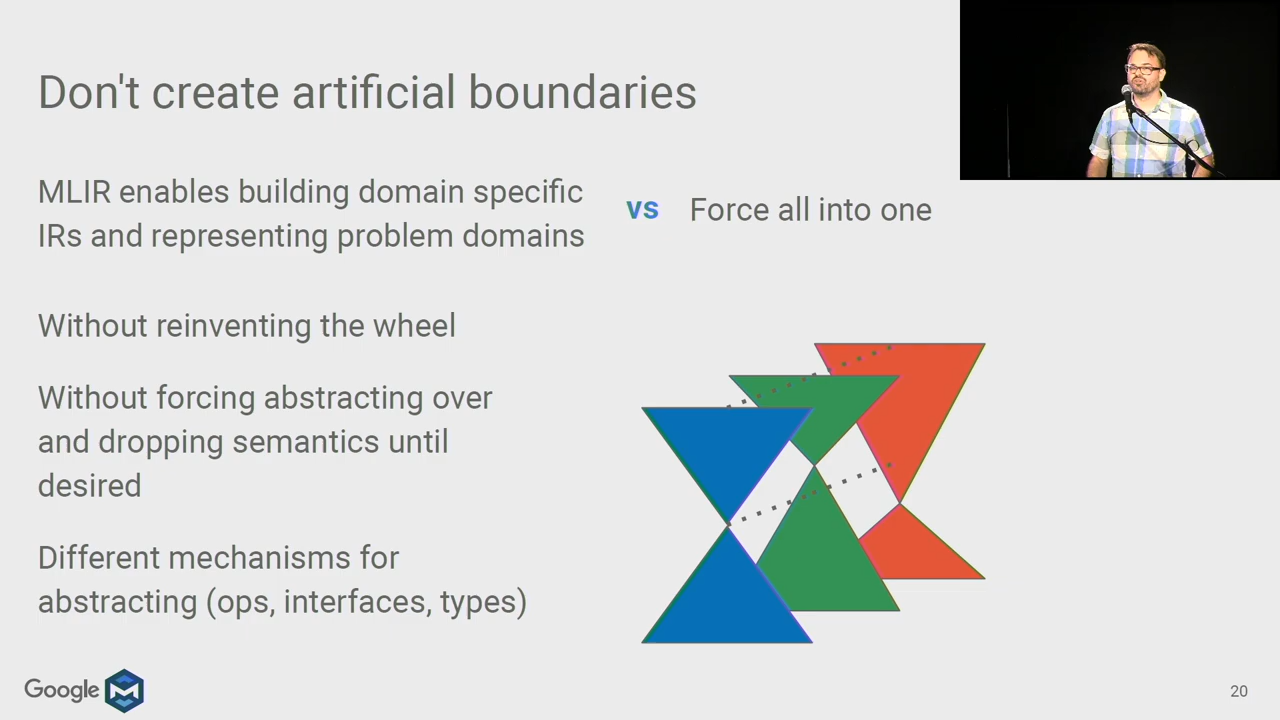 Don't create artificial boundaries
MLIR enables building domain specific
IRs and representing problem domains
vs
Force all into one
Without reinventing the wheel
Without forcing abstracting over
and dropping semantics until
desired
Different mechanisms for
abstracting (ops, interfaces, types)
Google
20